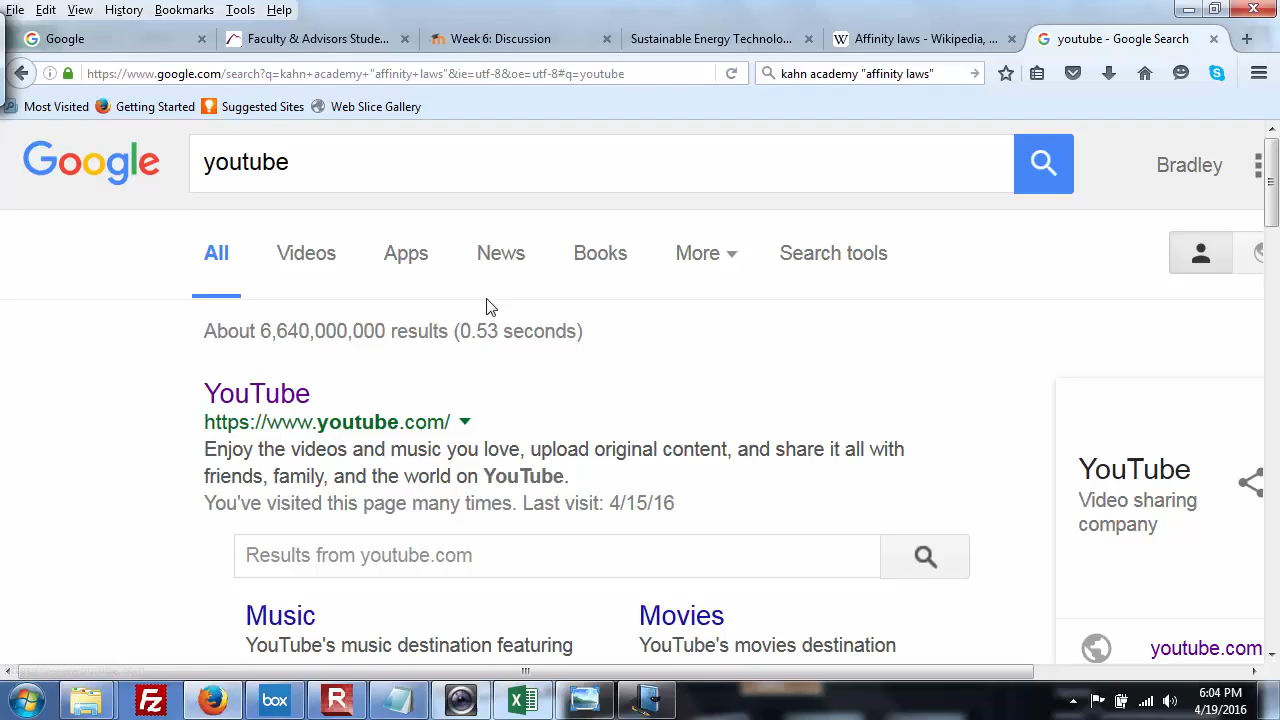 File Edit View History Bookmarks Tools Help
Google Faculty & Advisors Stude... Week 6: Discussion Sustainable Energy Technolo... Affinity laws - Wikipedia, ... youtube - Google Search
https://www.google.com/search?q=kahn+academy+"affinity+laws"&ie=utf-8&oe=utf-8#q=youtube kahn academy "affinity laws"
Most Visited Getting Started Suggested Sites Web Slice Gallery
Google youtube Bradley
All Videos Apps News Books More Search tools
About 6,640,000,000 results (0.53 seconds)
YouTube
https://www.youtube.com/
Enjoy the videos and music you love, upload original content, and share it all with
friends, family, and the world on YouTube.
You've visited this page many times. Last visit: 4/15/16
Results from youtube.com
Music
YouTube's music destination featuring
Movies
YouTube's movies destination
YouTube
Video sharing
company
youtube.com
box
6:04 PM
4/19/2016